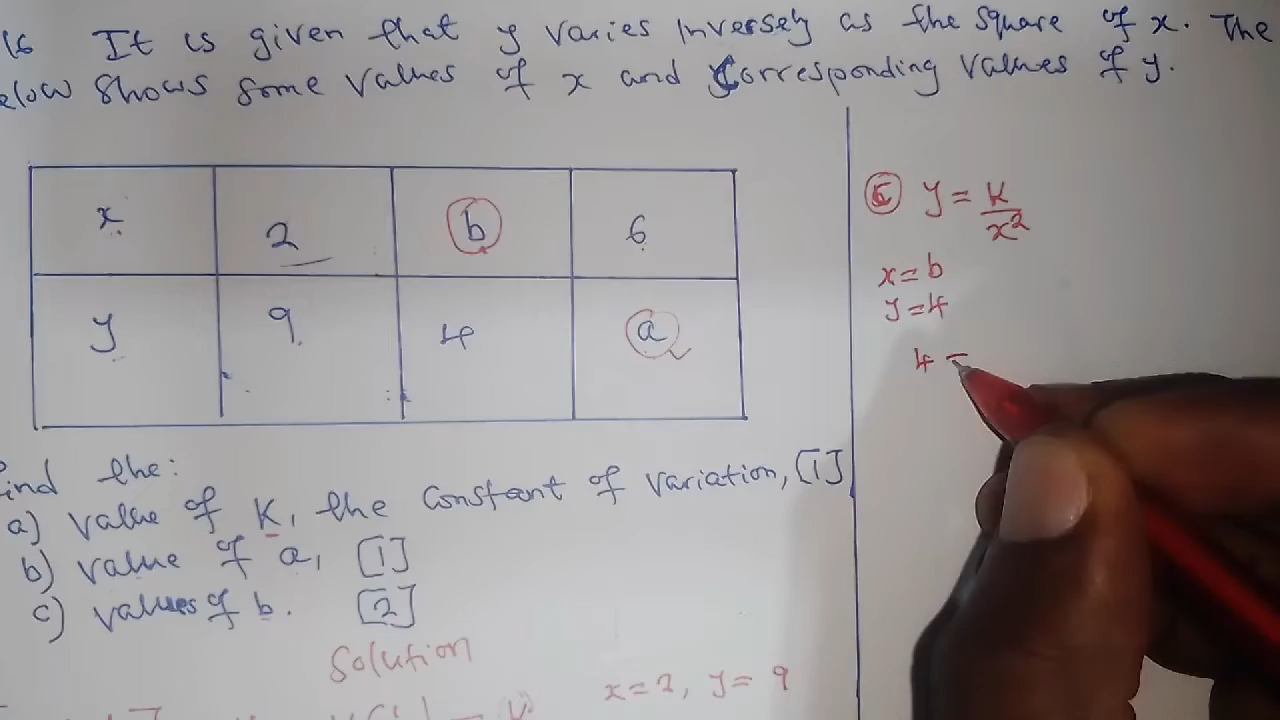 16 It is given that y varies inversely as the square of x. The
elow shows some values of x and corresponding values of y.
x 2 b 6
y 9 4 a
ind the:
a) value of K, the constant of variation, [1]
b) value of a, [1]
c) values of b. [2]
Solution
x=2, y=9
c y = K/x²
x=b
y=4
4 =